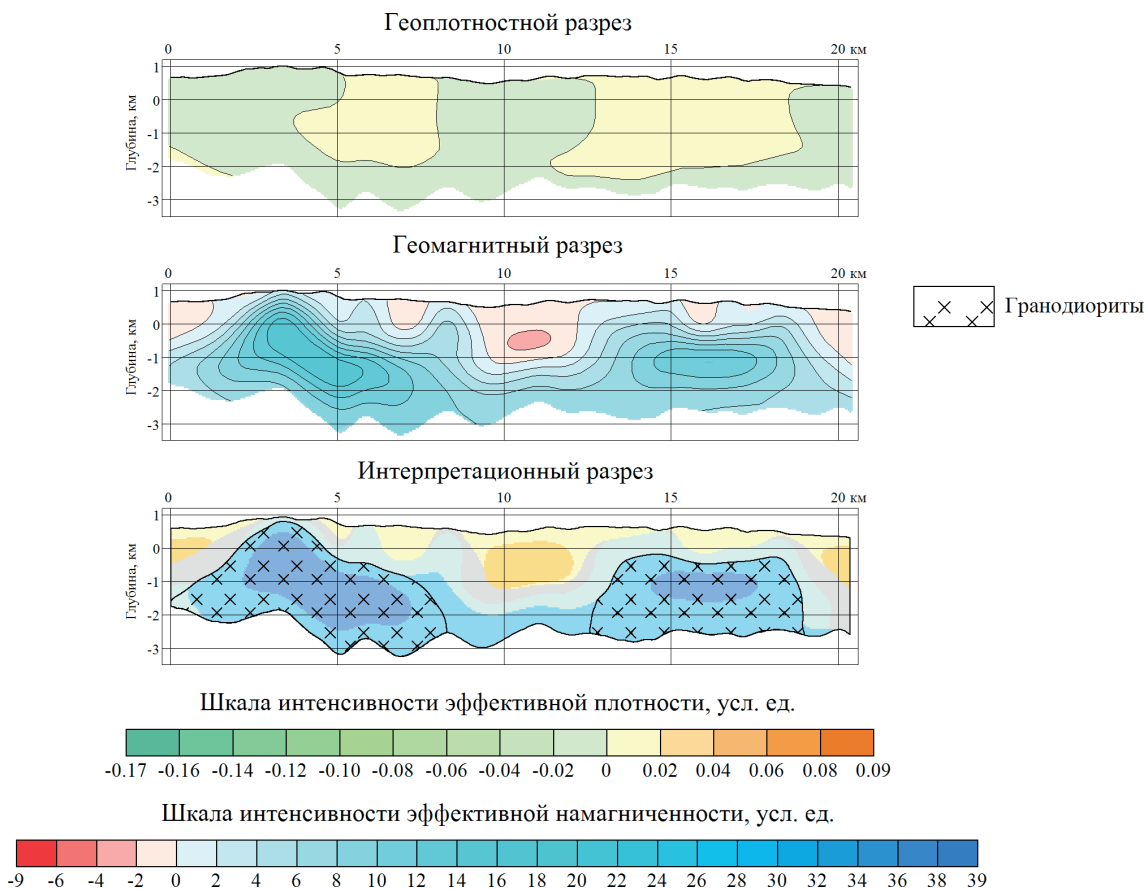 Геоплотностной разрез
0 5 10 15 20 км
1
0
-1
-2
-3
Глубина, км
Геомагнитный разрез
0 5 10 15 20 км
1
0
-1
-2
-3
Глубина, км
Гранодиориты
Интерпретационный разрез
0 5 10 15 20 км
1
0
-1
-2
-3
Глубина, км
Шкала интенсивности эффективной плотности, усл. ед.
-0.17 -0.16 -0.14 -0.12 -0.10 -0.08 -0.06 -0.04 -0.02 0 0.02 0.04 0.06 0.08 0.09
Шкала интенсивности эффективной намагниченности, усл. ед.
-9 -6 -4 -2 0 2 4 6 8 10 12 14 16 18 20 22 24 26 28 30 32 34 36 39